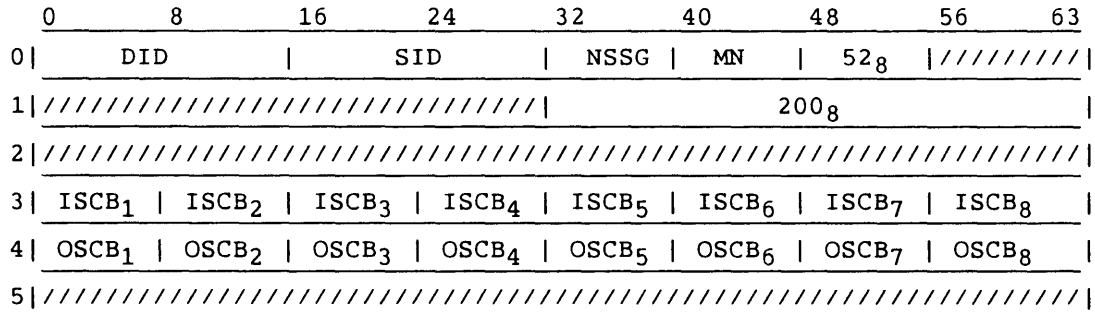 0 8 16 24 32 40 48 56 63
0| DID | SID | NSSG | MN | 52₈ |/////////|
1|///////////////////////////////| 200₈ |
2|/////////////////////////////////////////////////////////////////|
3| ISCB₁ | ISCB₂ | ISCB₃ | ISCB₄ | ISCB₅ | ISCB₆ | ISCB₇ | ISCB₈ |
4| OSCB₁ | OSCB₂ | OSCB₃ | OSCB₄ | OSCB₅ | OSCB₆ | OSCB₇ | OSCB₈ |
5|/////////////////////////////////////////////////////////////////|